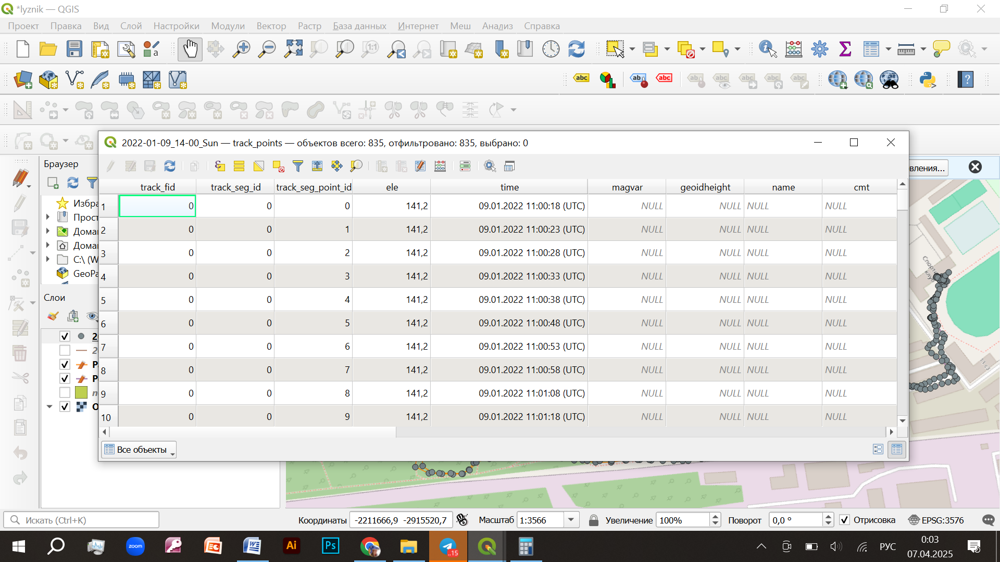 *lyznik — QGIS
Проект Правка Вид Слой Настройки Модули Вектор Растр База данных Интернет Меш Анализ Справка
2022-01-09_14-00_Sun — track_points — объектов всего: 835, отфильтровано: 835, выбрано: 0
Браузер
вления...
Избра
Прост
Домаш
Дома
C:\ (W
GeoPa
Слои
track_fid track_seg_id track_seg_point_id ele time magvar geoidheight name cmt
1 0 0 0 141,2 09.01.2022 11:00:18 (UTC) NULL NULL NULL NULL
2 0 0 1 141,2 09.01.2022 11:00:23 (UTC) NULL NULL NULL NULL
3 0 0 2 141,2 09.01.2022 11:00:28 (UTC) NULL NULL NULL NULL
4 0 0 3 141,2 09.01.2022 11:00:33 (UTC) NULL NULL NULL NULL
5 0 0 4 141,2 09.01.2022 11:00:38 (UTC) NULL NULL NULL NULL
6 0 0 5 141,2 09.01.2022 11:00:48 (UTC) NULL NULL NULL NULL
7 0 0 6 141,2 09.01.2022 11:00:53 (UTC) NULL NULL NULL NULL
8 0 0 7 141,2 09.01.2022 11:00:58 (UTC) NULL NULL NULL NULL
9 0 0 8 141,2 09.01.2022 11:01:08 (UTC) NULL NULL NULL NULL
10 0 0 9 141,2 09.01.2022 11:01:18 (UTC) NULL NULL NULL NULL
Все объекты
Искать (Ctrl+K)
Координаты -2211666,9 -2915520,7 Масштаб 1:3566 Увеличение 100% Поворот 0,0 ° Отрисовка EPSG:3576
zoom
Ai
Ps
..15
РУС
0:03
07.04.2025